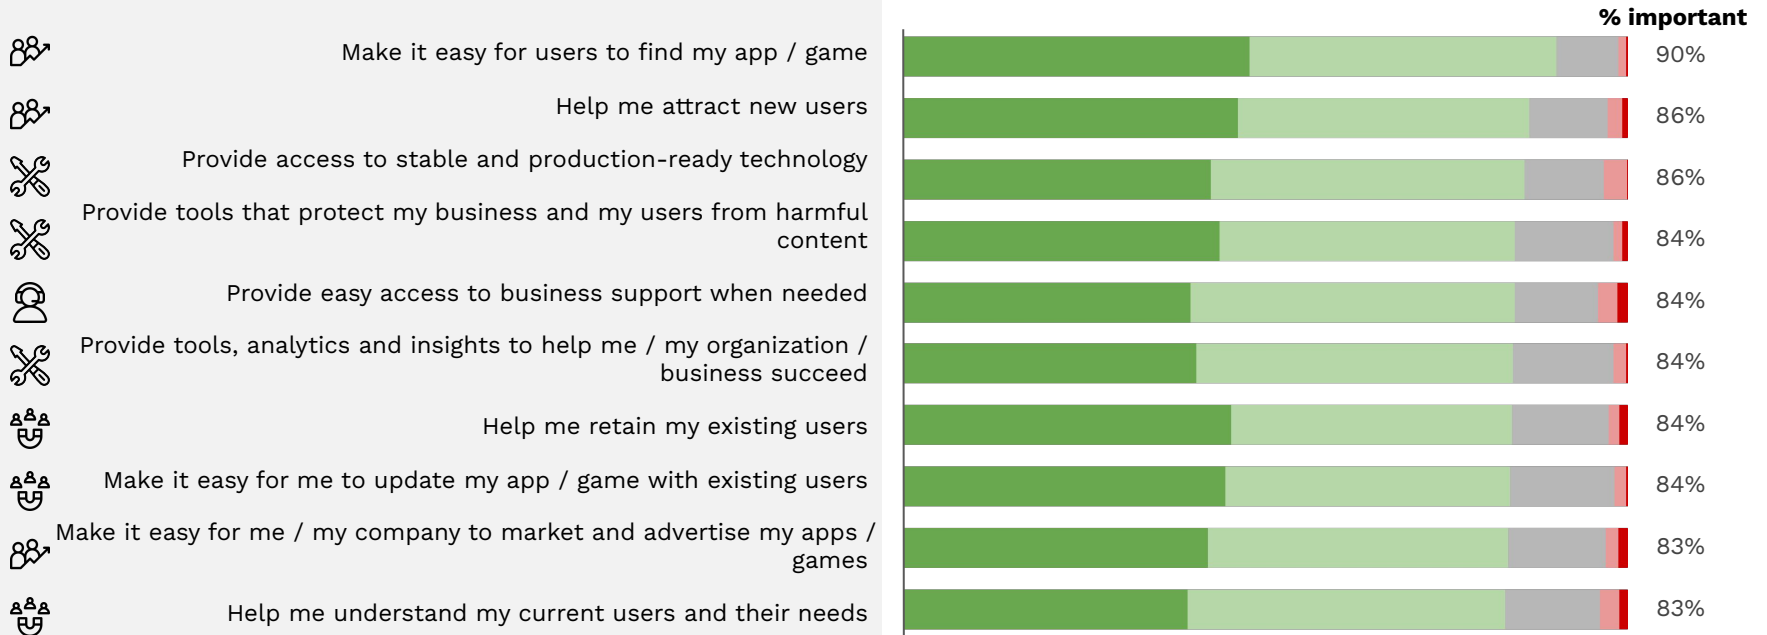 % important
Make it easy for users to find my app / game
90%
Help me attract new users
86%
Provide access to stable and production-ready technology
86%
Provide tools that protect my business and my users from harmful
content
84%
Provide easy access to business support when needed
84%
Provide tools, analytics and insights to help me / my organization /
business succeed
84%
Help me retain my existing users
84%
Make it easy for me to update my app / game with existing users
84%
Make it easy for me / my company to market and advertise my apps /
games
83%
Help me understand my current users and their needs
83%